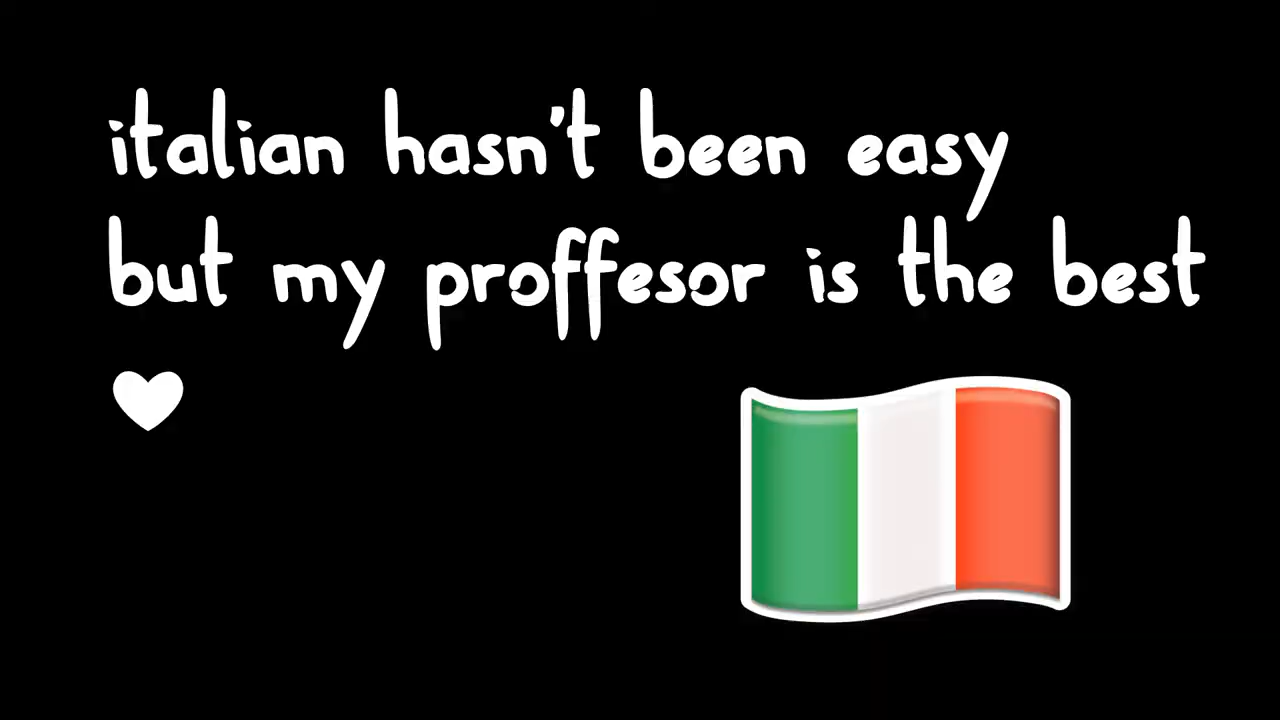 italian hasn't been easy
but my proffesor is the best
♥